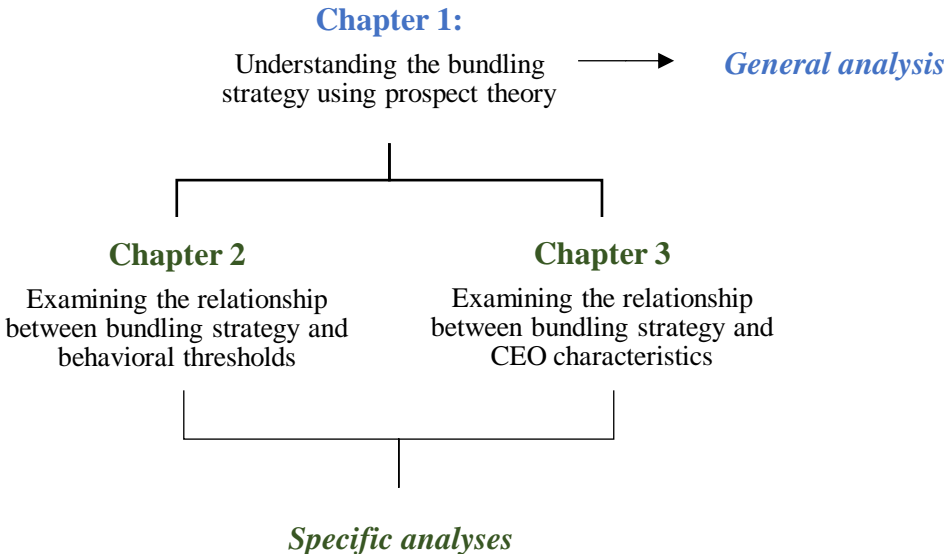 Chapter 1:
Understanding the bundling
strategy using prospect theory
General analysis
Chapter 2
Examining the relationship
between bundling strategy and
behavioral thresholds
Chapter 3
Examining the relationship
between bundling strategy and
CEO characteristics
Specific analyses